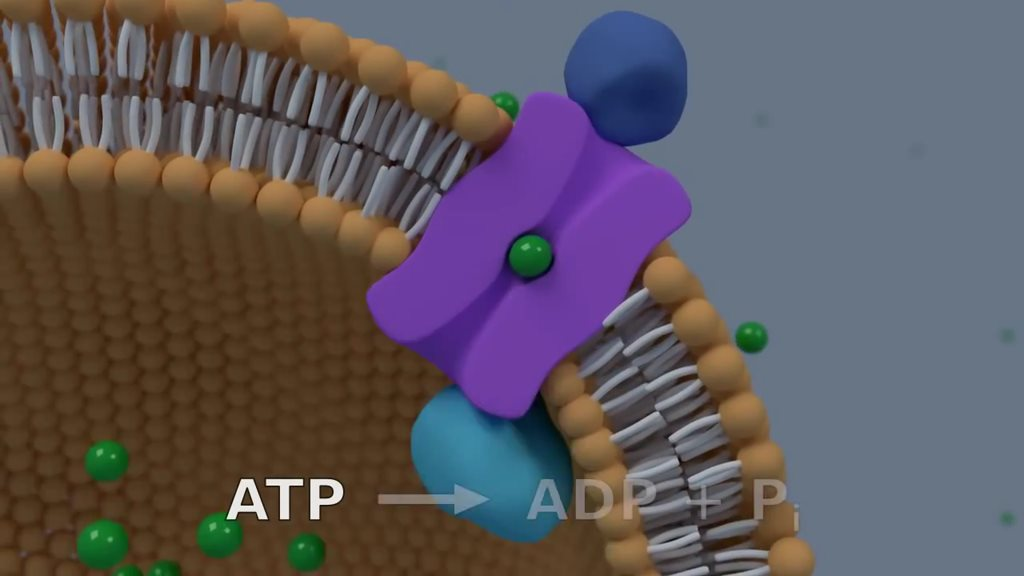 ATP → ADP + Pi